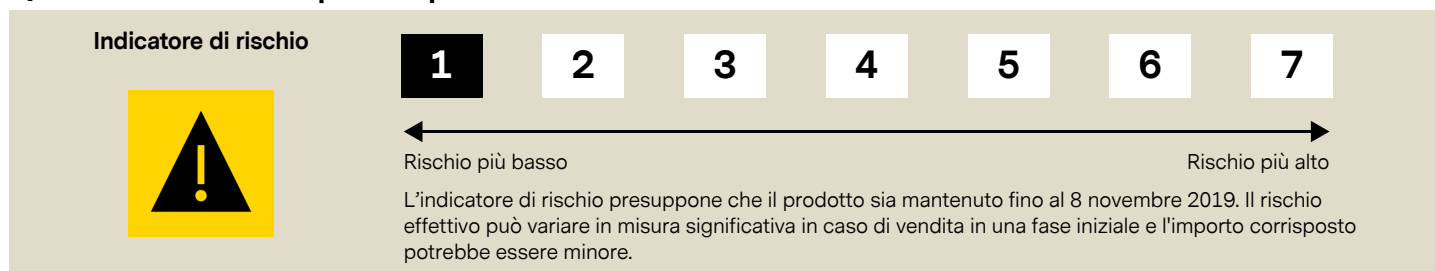 Indicatore di rischio
1 2 3 4 5 6 7
Rischio più basso
Rischio più alto
L'indicatore di rischio presuppone che il prodotto sia mantenuto fino al 8 novembre 2019. Il rischio
effettivo può variare in misura significativa in caso di vendita in una fase iniziale e l'importo corrisposto
potrebbe essere minore.